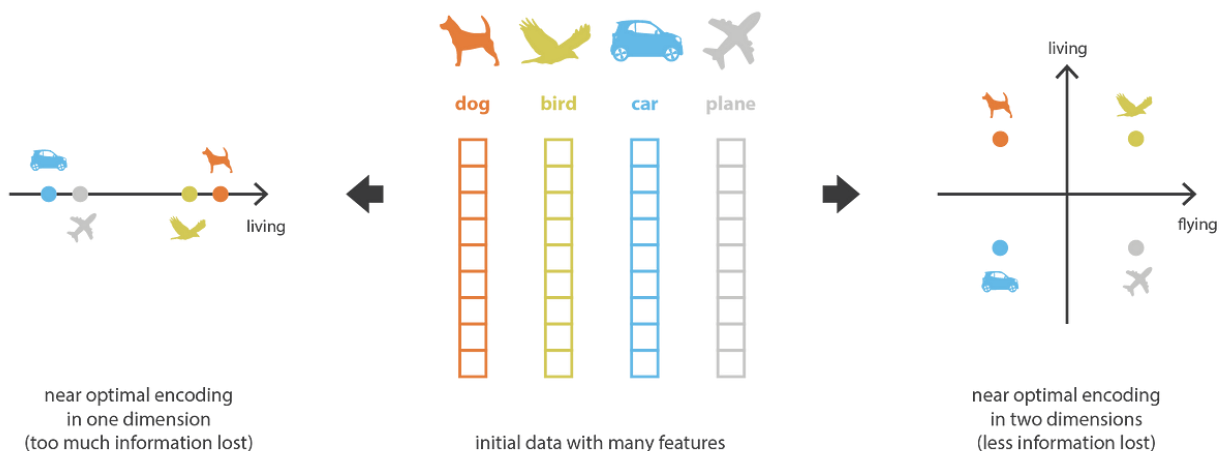 dog
bird
car
plane
living
near optimal encoding
in one dimension
(too much information lost)
initial data with many features
living
flying
near optimal encoding
in two dimensions
(less information lost)